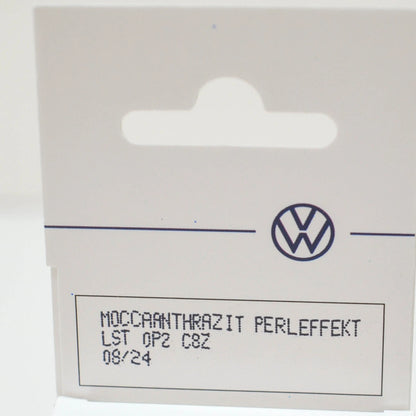 MOCCAANTHRAZIT PERLEFFEKT
LST 0P2 C8Z
08/24